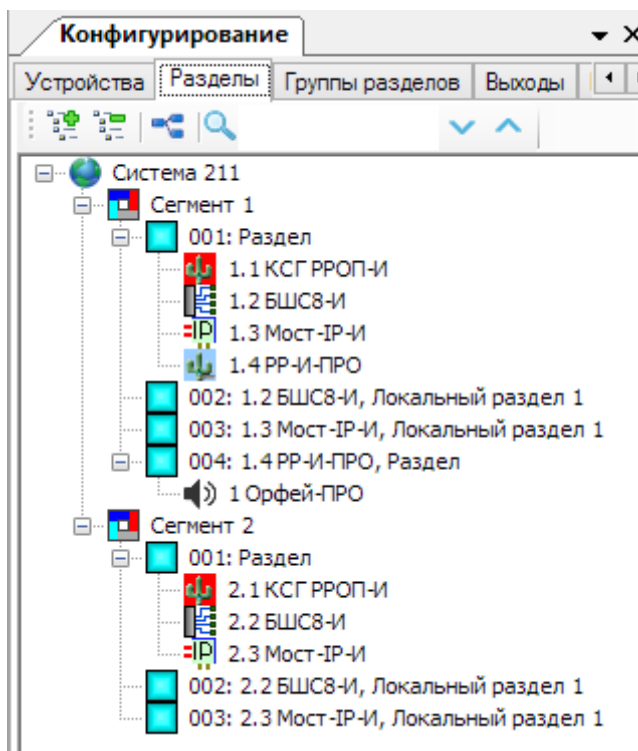 Конфигурирование
Устройства Разделы Группы разделов Выходы
Система 211
Сегмент 1
001: Раздел
1.1 КСГ РРОП-И
1.2 БШС8-И
IP 1.3 Мост-IP-И
1.4 РР-И-ПРО
002: 1.2 БШС8-И, Локальный раздел 1
003: 1.3 Мост-IP-И, Локальный раздел 1
004: 1.4 РР-И-ПРО, Раздел
1 Орфей-ПРО
Сегмент 2
001: Раздел
2.1 КСГ РРОП-И
2.2 БШС8-И
IP 2.3 Мост-IP-И
002: 2.2 БШС8-И, Локальный раздел 1
003: 2.3 Мост-IP-И, Локальный раздел 1